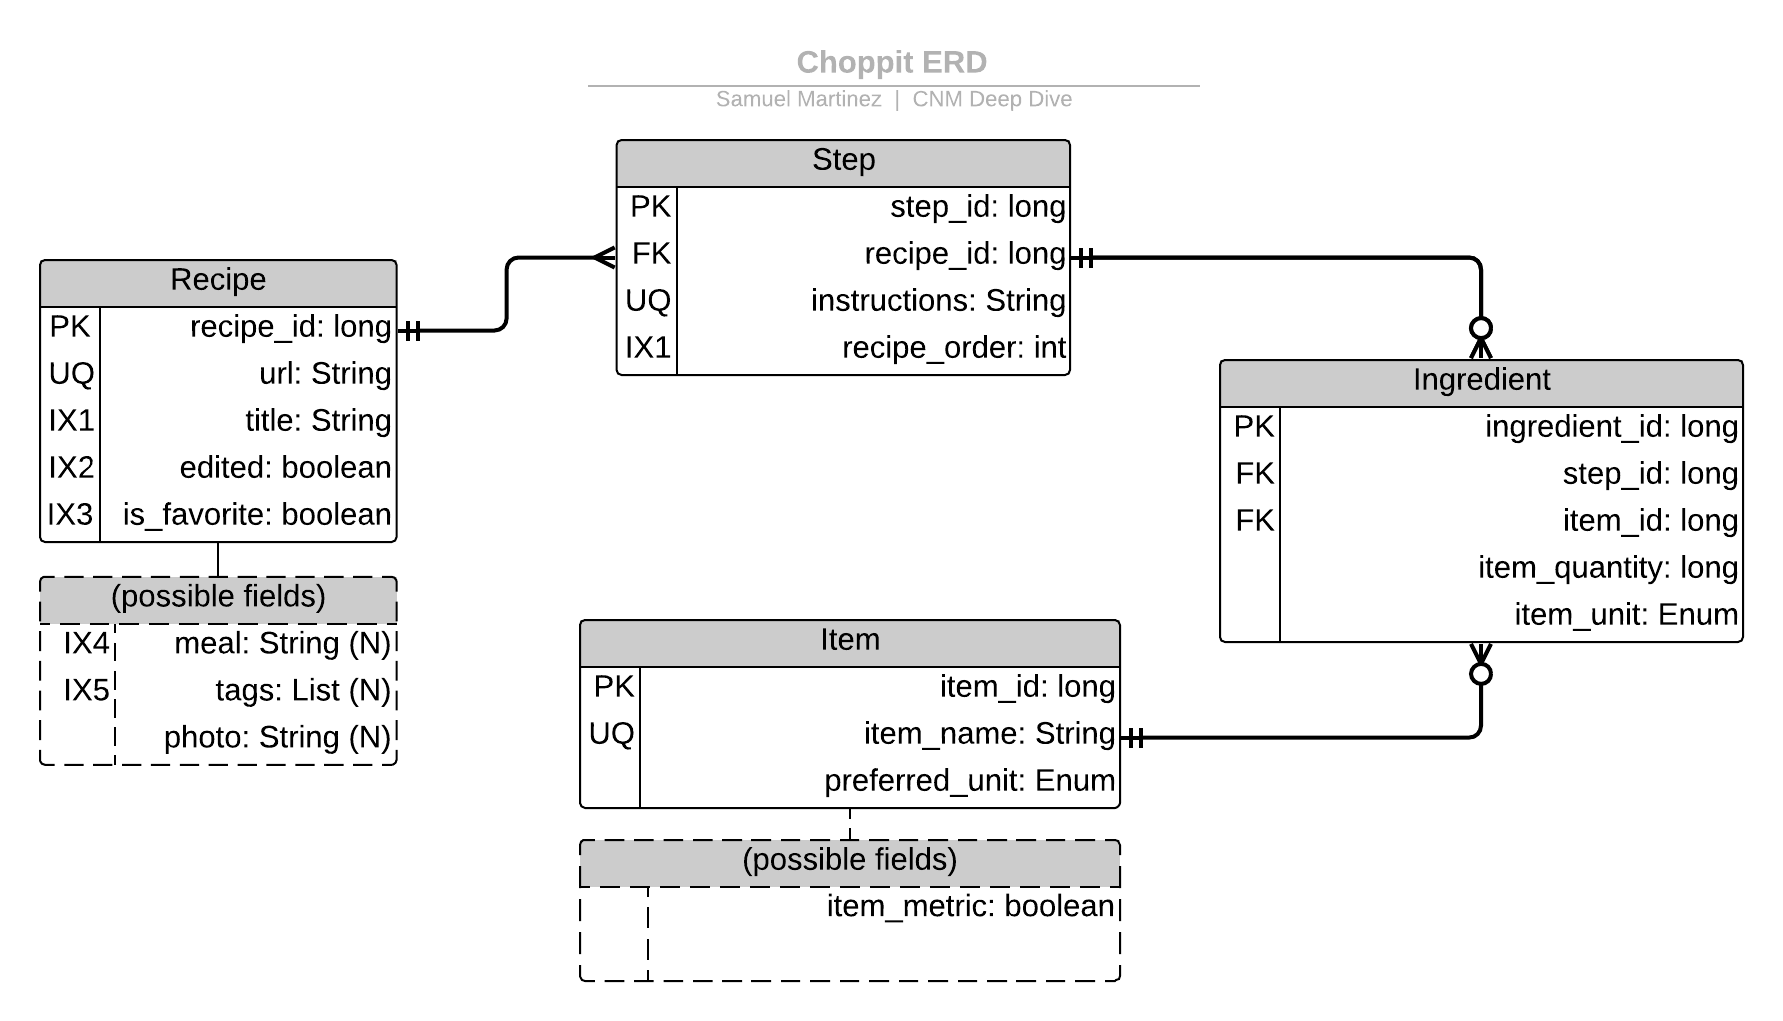 Choppit ERD
Samuel Martinez | CNM Deep Dive
Step
PK step_id: long
FK recipe_id: long
UQ instructions: String
IX1 recipe_order: int
Recipe
PK recipe_id: long
UQ url: String
IX1 title: String
IX2 edited: boolean
IX3 is_favorite: boolean
(possible fields)
IX4 meal: String (N)
IX5 tags: List (N)
photo: String (N)
Ingredient
PK ingredient_id: long
FK step_id: long
FK item_id: long
item_quantity: long
item_unit: Enum
Item
PK item_id: long
UQ item_name: String
preferred_unit: Enum
(possible fields)
item_metric: boolean